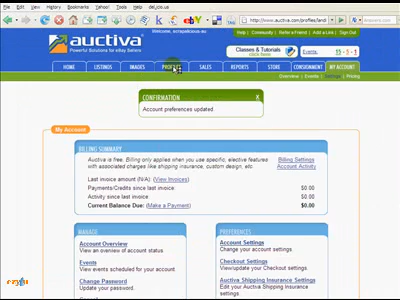 File Edit View History Bookmarks Tools Help del.icio.us
http://www.auctiva.com/profiles/land
auctiva
Powerful Solutions for eBay Sellers
Help | Community | Refer a Friend | Add a Link | Sign Out
Classes & Tutorials
Events
HOME LISTINGS IMAGES PROFILES SALES REPORTS STORE CONSIGNMENT MY ACCOUNT
Overview Events Settings Pricing
CONFIRMATION X
Account preferences updated
My Account
BILLING SUMMARY
Auctiva is free. Billing only applies when you use specific, elective features
with associated charges like shipping insurance, custom design, etc.
Billing Settings
Account Activity
Last invoice amount (N/A): (View Invoices)
Payments/Credits since last invoice $0.00
Activity since last invoice $0.00
Current Balance Due: (Make a Payment) $0.00
MANAGE
Account Overview
View an overview of account status
Events
View events scheduled for your account.
Change Password
Update your password.
PREFERENCES
Account Settings
Change your account settings.
Checkout Settings
View/update your Checkout settings.
Auctiva Shipping Insurance Settings
Edit your Auctiva Shipping Insurance